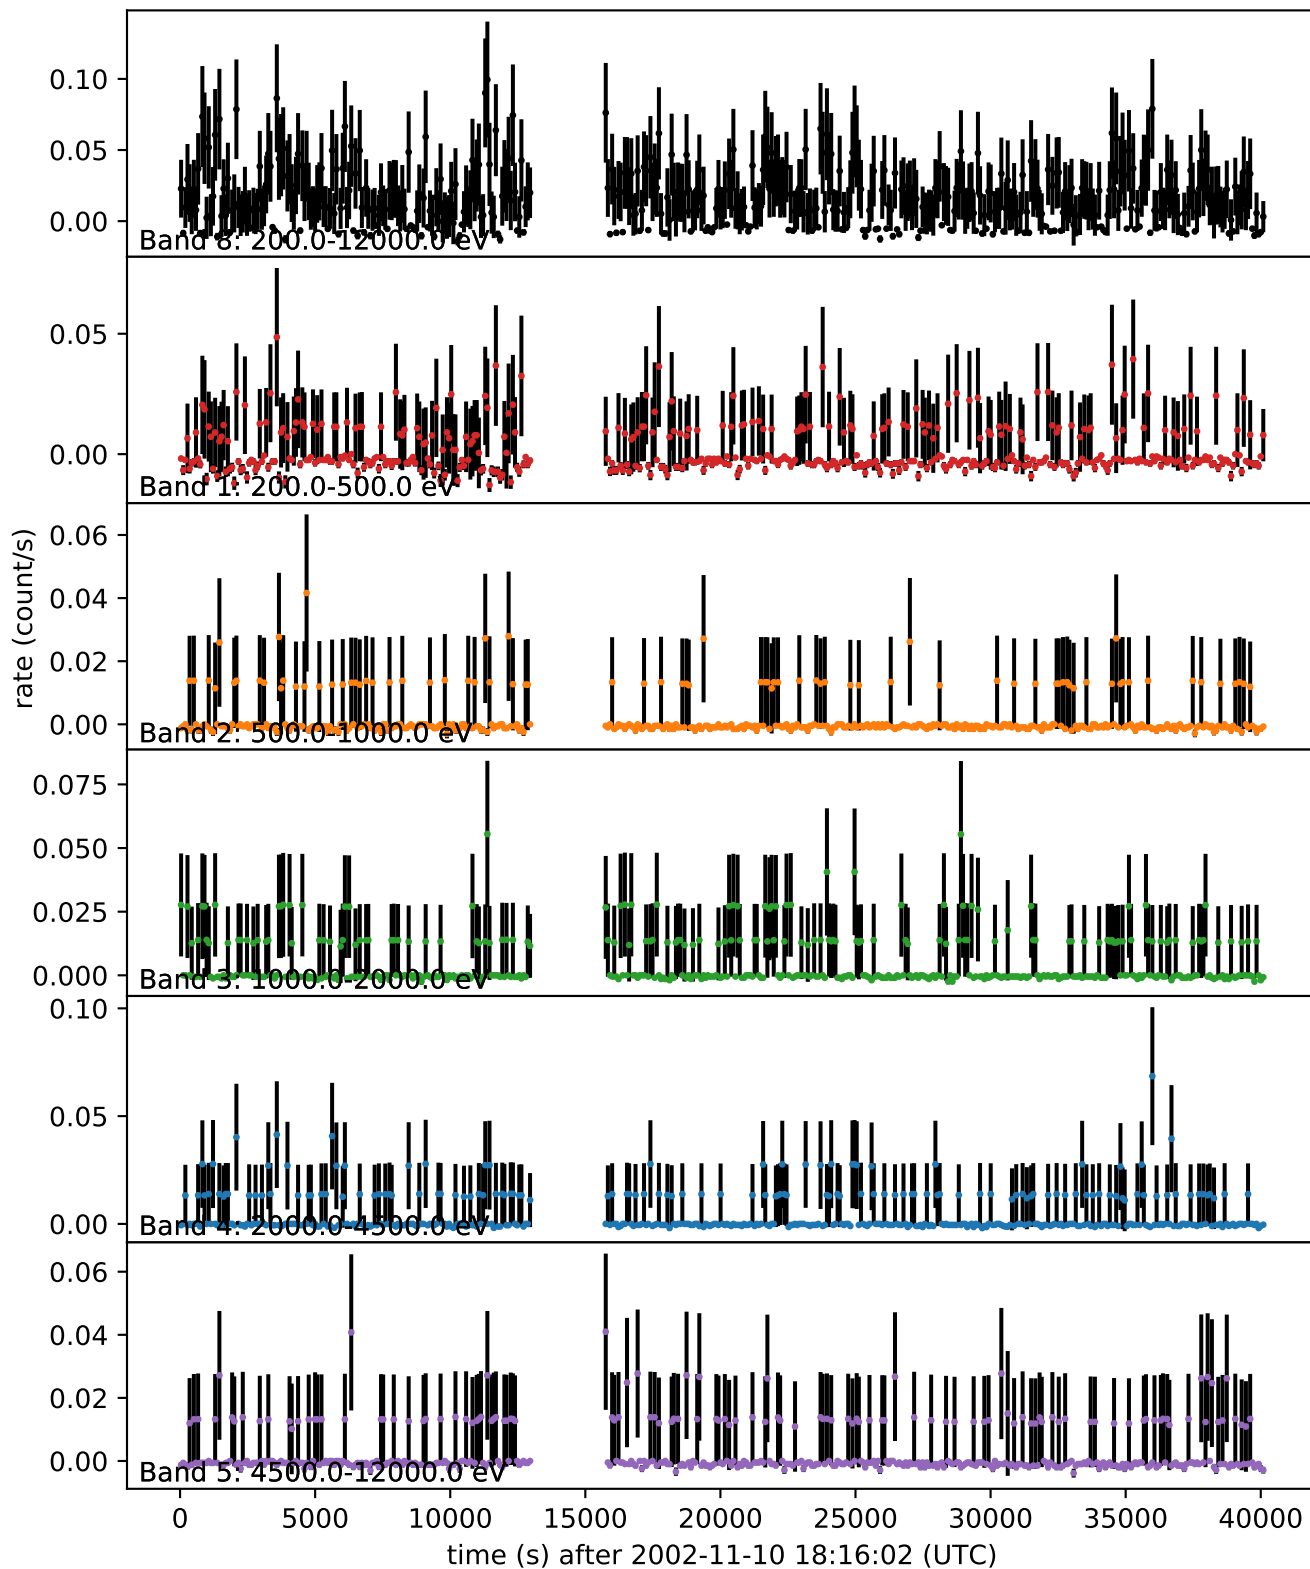 0.10
0.05
0.00
Band 8: 200.0-12000.0 eV
0.05
0.00
Band 1: 200.0-500.0 eV
rate (count/s)
0.06
0.04
0.02
0.00
Band 2: 500.0-1000.0 eV
0.075
0.050
0.025
0.000
Band 3: 1000.0-2000.0 eV
0.10
0.05
0.00
Band 4: 2000.0-4500.0 eV
0.06
0.04
0.02
0.00
Band 5: 4500.0-12000.0 eV
0 5000 10000 15000 20000 25000 30000 35000 40000
time (s) after 2002-11-10 18:16:02 (UTC)